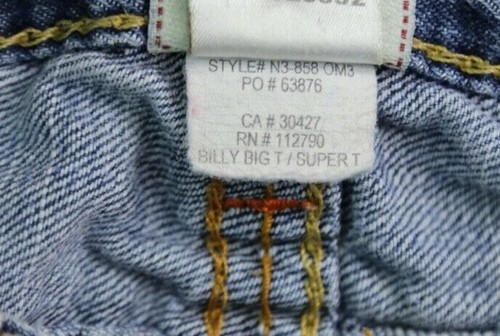 STYLE# N3-858 OM3
PO # 63876
CA # 30427
RN # 112790
BILLY BIG T / SUPER T